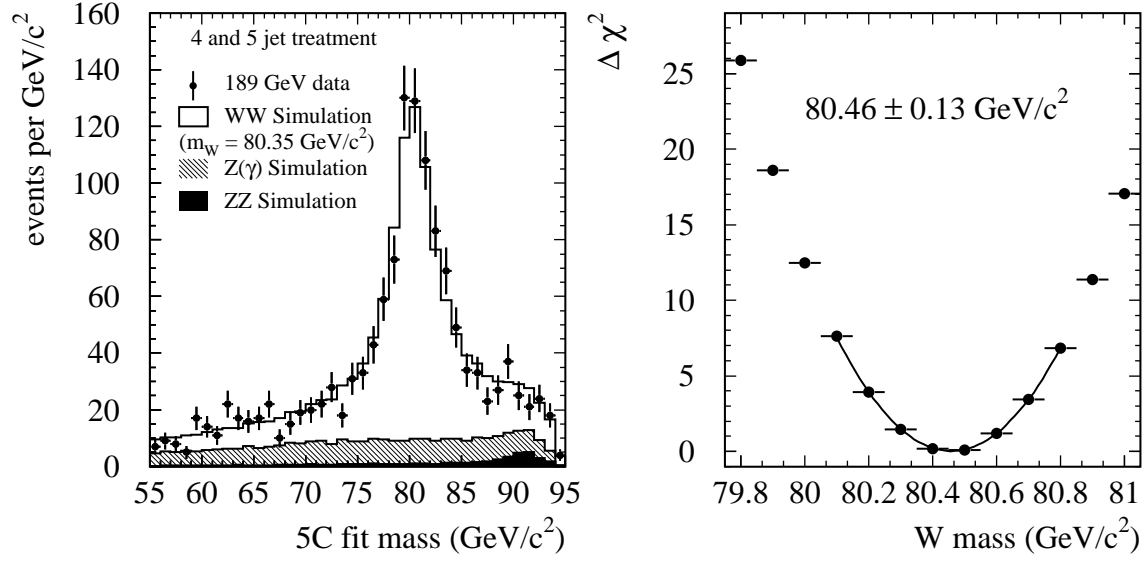 events per GeV/c²
160
140
120
100
80
60
40
20
0
4 and 5 jet treatment
189 GeV data
WW Simulation
(m_W = 80.35 GeV/c²)
Z(γ) Simulation
ZZ Simulation
55 60 65 70 75 80 85 90 95
5C fit mass (GeV/c²)
Δ χ²
25
20
15
10
5
0
80.46 ± 0.13 GeV/c²
79.8 80 80.2 80.4 80.6 80.8 81
W mass (GeV/c²)